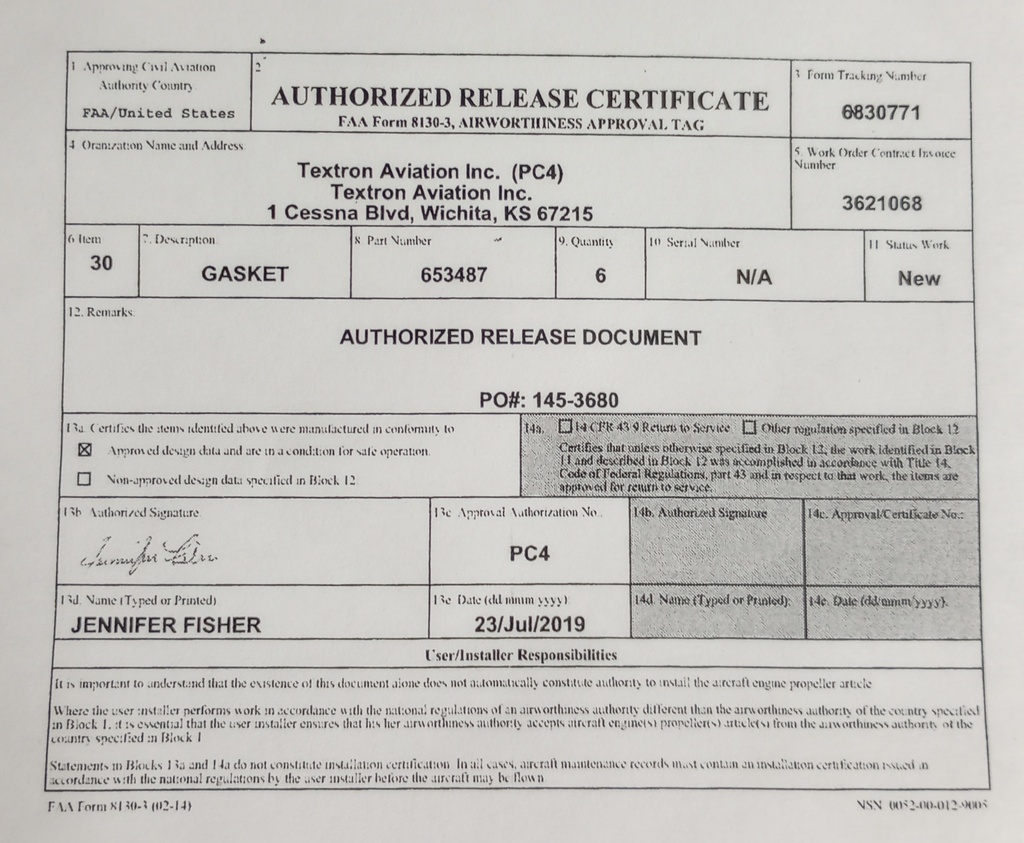 1 Approving Civil Aviation
Authority Country
FAA/United States
2
AUTHORIZED RELEASE CERTIFICATE
FAA Form 8130-3, AIRWORTHINESS APPROVAL TAG
3 Form Tracking Number
0830771
4 Oranization Name and Address
Textron Aviation Inc. (PC4)
Textron Aviation Inc.
1 Cessna Blvd, Wichita, KS 67215
5. Work Order Contract Invoice
Number
3621068
6 Item
30
7. Description
GASKET
8 Part Number
653487
9. Quantity
6
10 Serial Number
N/A
11 Status Work
New
12. Remarks
AUTHORIZED RELEASE DOCUMENT
PO#: 145-3680
13a Certifies the items identifed above were manufactured in conformity to
Approved design data and are in a condition for safe operation.
Non-approved design data specified in Block 12
14a. 14 CFR 43 9 Return to Service Other regulation specified in Block 12
Certifies that unless otherwise specified in Block 12, the work identified in Block
11 and described in Block 12 was accomplished in accordance with Title 14,
Code of Federal Regulations, part 43 and in respect to that work, the items are
approved for return to service.
13b Authorized Signature
13c Approval Authorization No..
PC4
14b. Authorized Signature
14c. Approval/Certificate No.:
13d. Name (Typed or Printed)
JENNIFER FISHER
13e Date (dd mmm yyyy)
23/Jul/2019
14d. Name (Typed or Printed):
14e. Date (dd/mmm/yyyy).
User/Installer Responsibilities
It is important to understand that the existence of this document alone does not automatically constitute authority to install the aircraft engine propeller article
Where the user installer performs work in accordance with the national regulations of an airworthiness authority different than the airworthiness authority of the country specified
in Block 1, it is essential that the user installer ensures that his her airworthiness authority accepts aircraft engine(s) propeller(s) article(s) from the airworthiness authority of the
country specified in Block 1
Statements in Blocks 13a and 14a do not constitute installation certification In all cases, aircraft maintenance records must contain an installation certification issued in
accordance with the national regulations by the user installer before the aircraft may be flown
FAA Form 8130-3 (02-14)
NSN 0052-00-012-9005